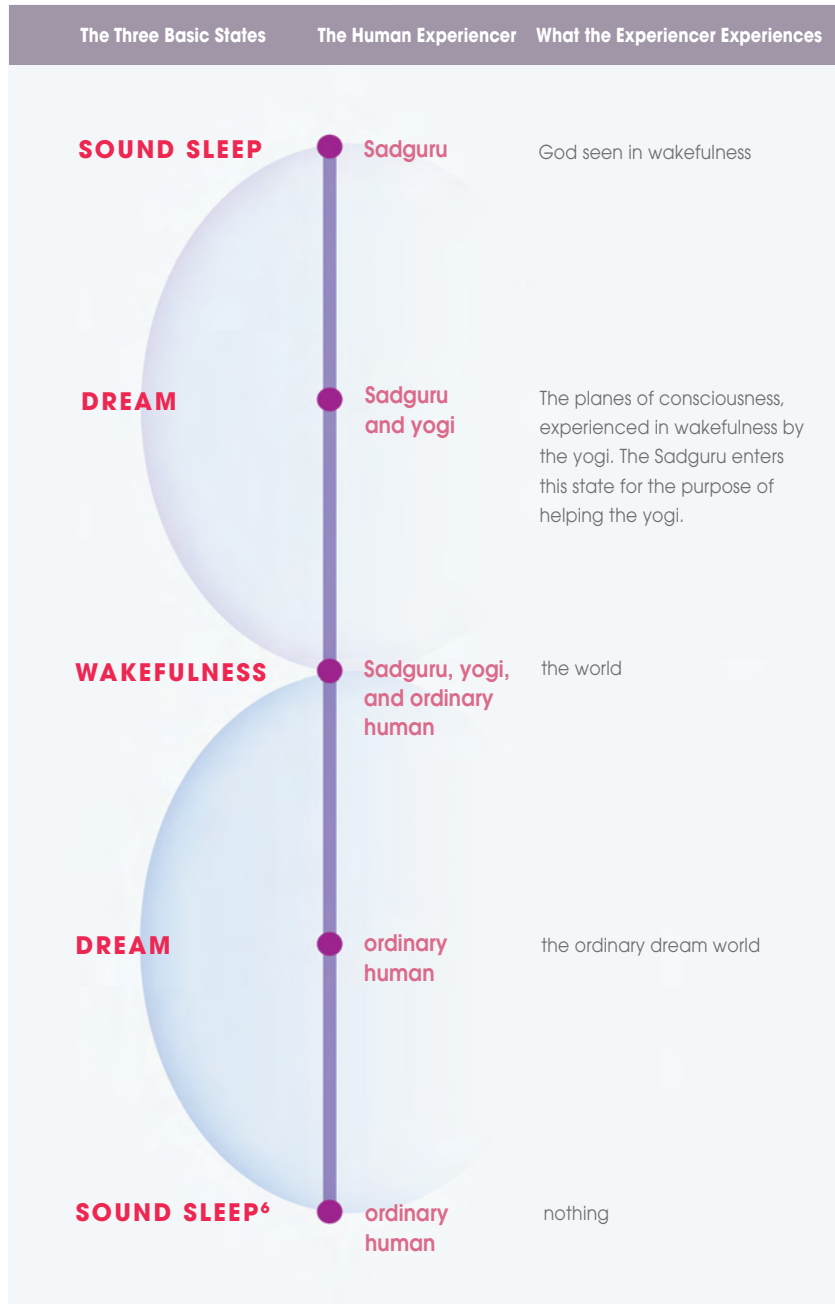 The Three Basic States The Human Experiencer What the Experiencer Experiences
SOUND SLEEP Sadguru God seen in wakefulness
DREAM Sadguru and yogi
The planes of consciousness,
experienced in wakefulness by
the yogi. The Sadguru enters
this state for the purpose of
helping the yogi.
WAKEFULNESS Sadguru, yogi, the world
and ordinary
human
DREAM ordinary the ordinary dream world
human
SOUND SLEEP⁶ ordinary nothing
human